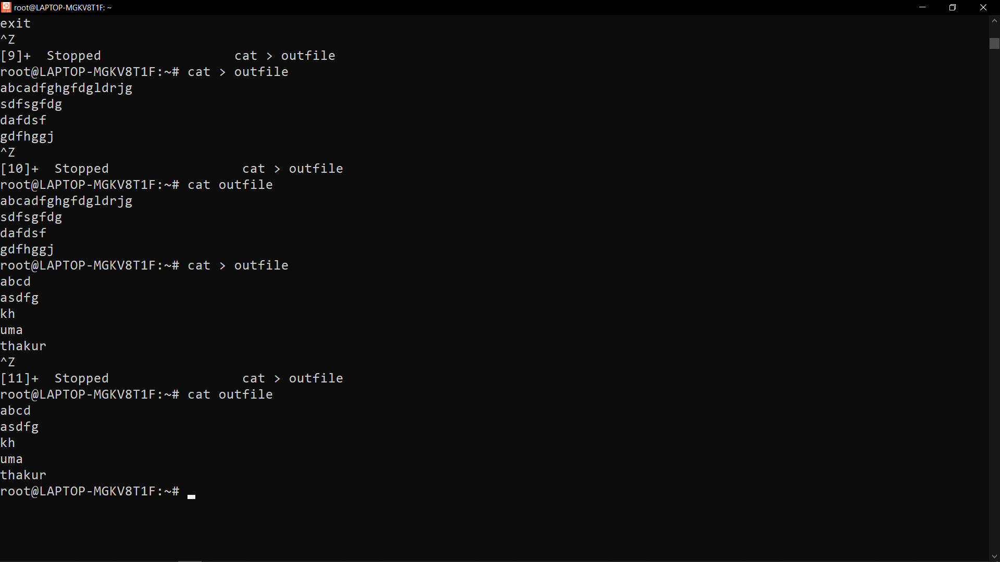 root@LAPTOP-MGKV8T1F: ~
exit
^Z
[9]+  Stopped                 cat > outfile
root@LAPTOP-MGKV8T1F:~# cat > outfile
abcadfghgfdgldrjg
sdfsgfdg
dafdsf
gdfhggj
^Z
[10]+  Stopped                 cat > outfile
root@LAPTOP-MGKV8T1F:~# cat outfile
abcadfghgfdgldrjg
sdfsgfdg
dafdsf
gdfhggj
root@LAPTOP-MGKV8T1F:~# cat > outfile
abcd
asdfg
kh
uma
thakur
^Z
[11]+  Stopped                 cat > outfile
root@LAPTOP-MGKV8T1F:~# cat outfile
abcd
asdfg
kh
uma
thakur
root@LAPTOP-MGKV8T1F:~#